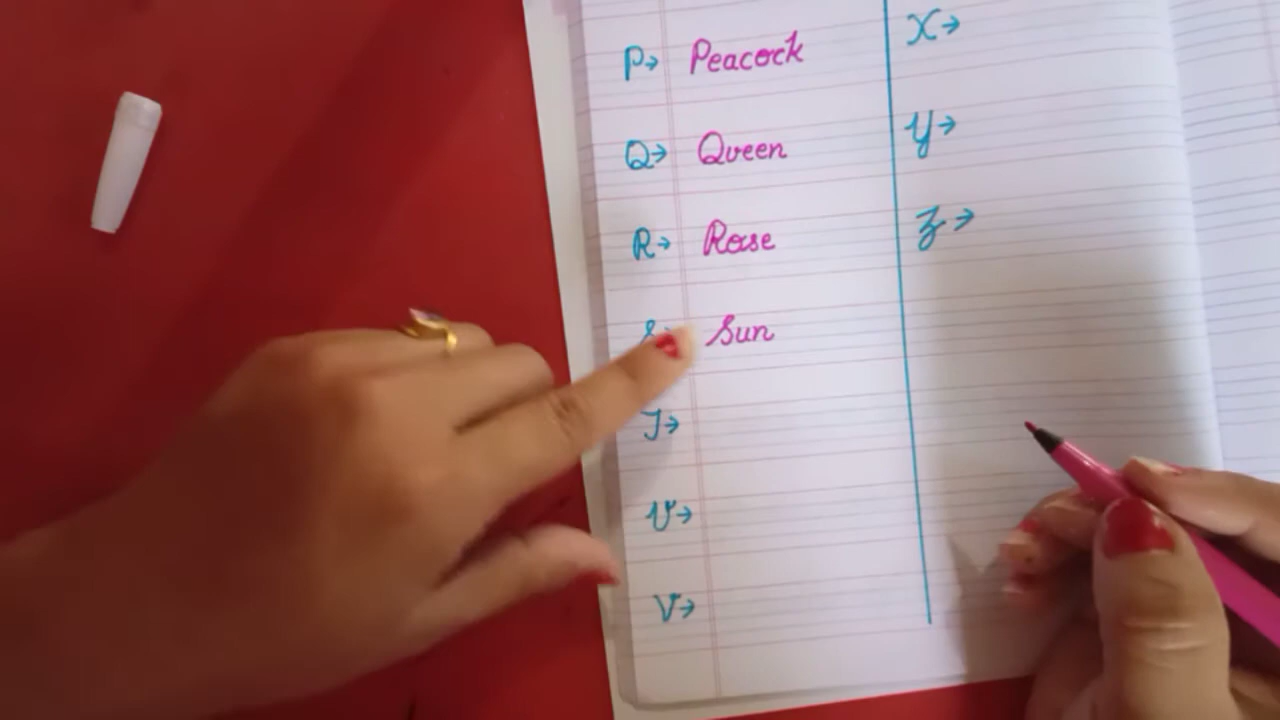 P→ Peacock
Q→ Queen
R→ Rose
S→ Sun
T→
U→
V→
X→
Y→
Z→